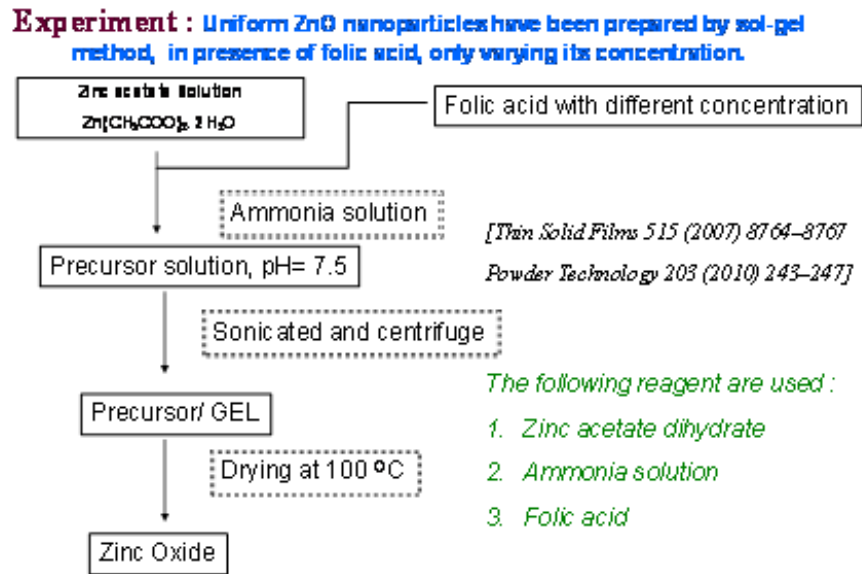 Experiment : Uniform ZnO nanoparticles have been prepared by sol-gel
method, in presence of folic acid, only varying its concentration.
Zinc acetate Solution
Zn[CH₃COO]₂. 2 H₂O
Folic acid with different concentration
Ammonia solution
Precursor solution, pH= 7.5
[Thin Solid Films 515 (2007) 8764–8767
Powder Technology 203 (2010) 243–247]
Sonicated and centrifuge
Precursor/ GEL
Drying at 100 ⁰C
Zinc Oxide
The following reagent are used :
1. Zinc acetate dihydrate
2. Ammonia solution
3. Folic acid